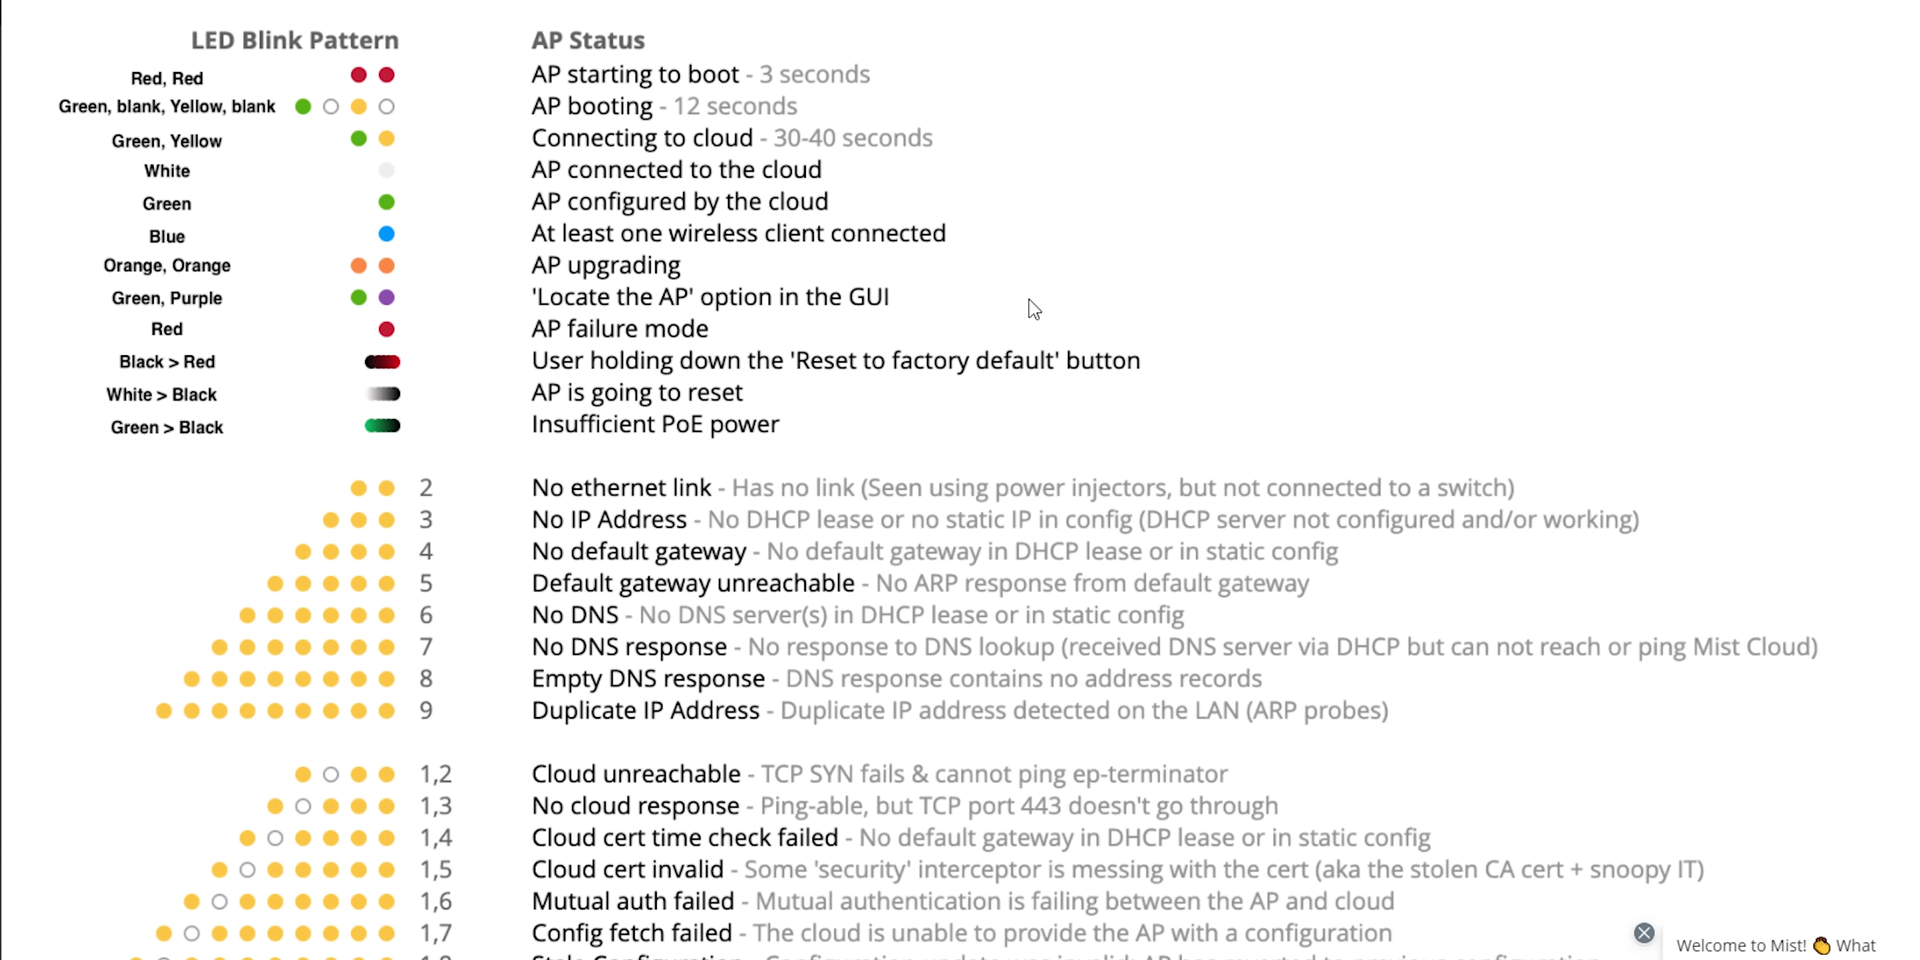 LED Blink Pattern AP Status
Red, Red AP starting to boot - 3 seconds
Green, blank, Yellow, blank AP booting - 12 seconds
Green, Yellow Connecting to cloud - 30-40 seconds
White AP connected to the cloud
Green AP configured by the cloud
Blue At least one wireless client connected
Orange, Orange AP upgrading
Green, Purple 'Locate the AP' option in the GUI
Red AP failure mode
Black > Red User holding down the 'Reset to factory default' button
White > Black AP is going to reset
Green > Black Insufficient PoE power
2 No ethernet link - Has no link (Seen using power injectors, but not connected to a switch)
3 No IP Address - No DHCP lease or no static IP in config (DHCP server not configured and/or working)
4 No default gateway - No default gateway in DHCP lease or in static config
5 Default gateway unreachable - No ARP response from default gateway
6 No DNS - No DNS server(s) in DHCP lease or in static config
7 No DNS response - No response to DNS lookup (received DNS server via DHCP but can not reach or ping Mist Cloud)
8 Empty DNS response - DNS response contains no address records
9 Duplicate IP Address - Duplicate IP address detected on the LAN (ARP probes)
1,2 Cloud unreachable - TCP SYN fails & cannot ping ep-terminator
1,3 No cloud response - Ping-able, but TCP port 443 doesn't go through
1,4 Cloud cert time check failed - No default gateway in DHCP lease or in static config
1,5 Cloud cert invalid - Some 'security' interceptor is messing with the cert (aka the stolen CA cert + snoopy IT)
1,6 Mutual auth failed - Mutual authentication is failing between the AP and cloud
1,7 Config fetch failed - The cloud is unable to provide the AP with a configuration
Welcome to Mist! 👏 What